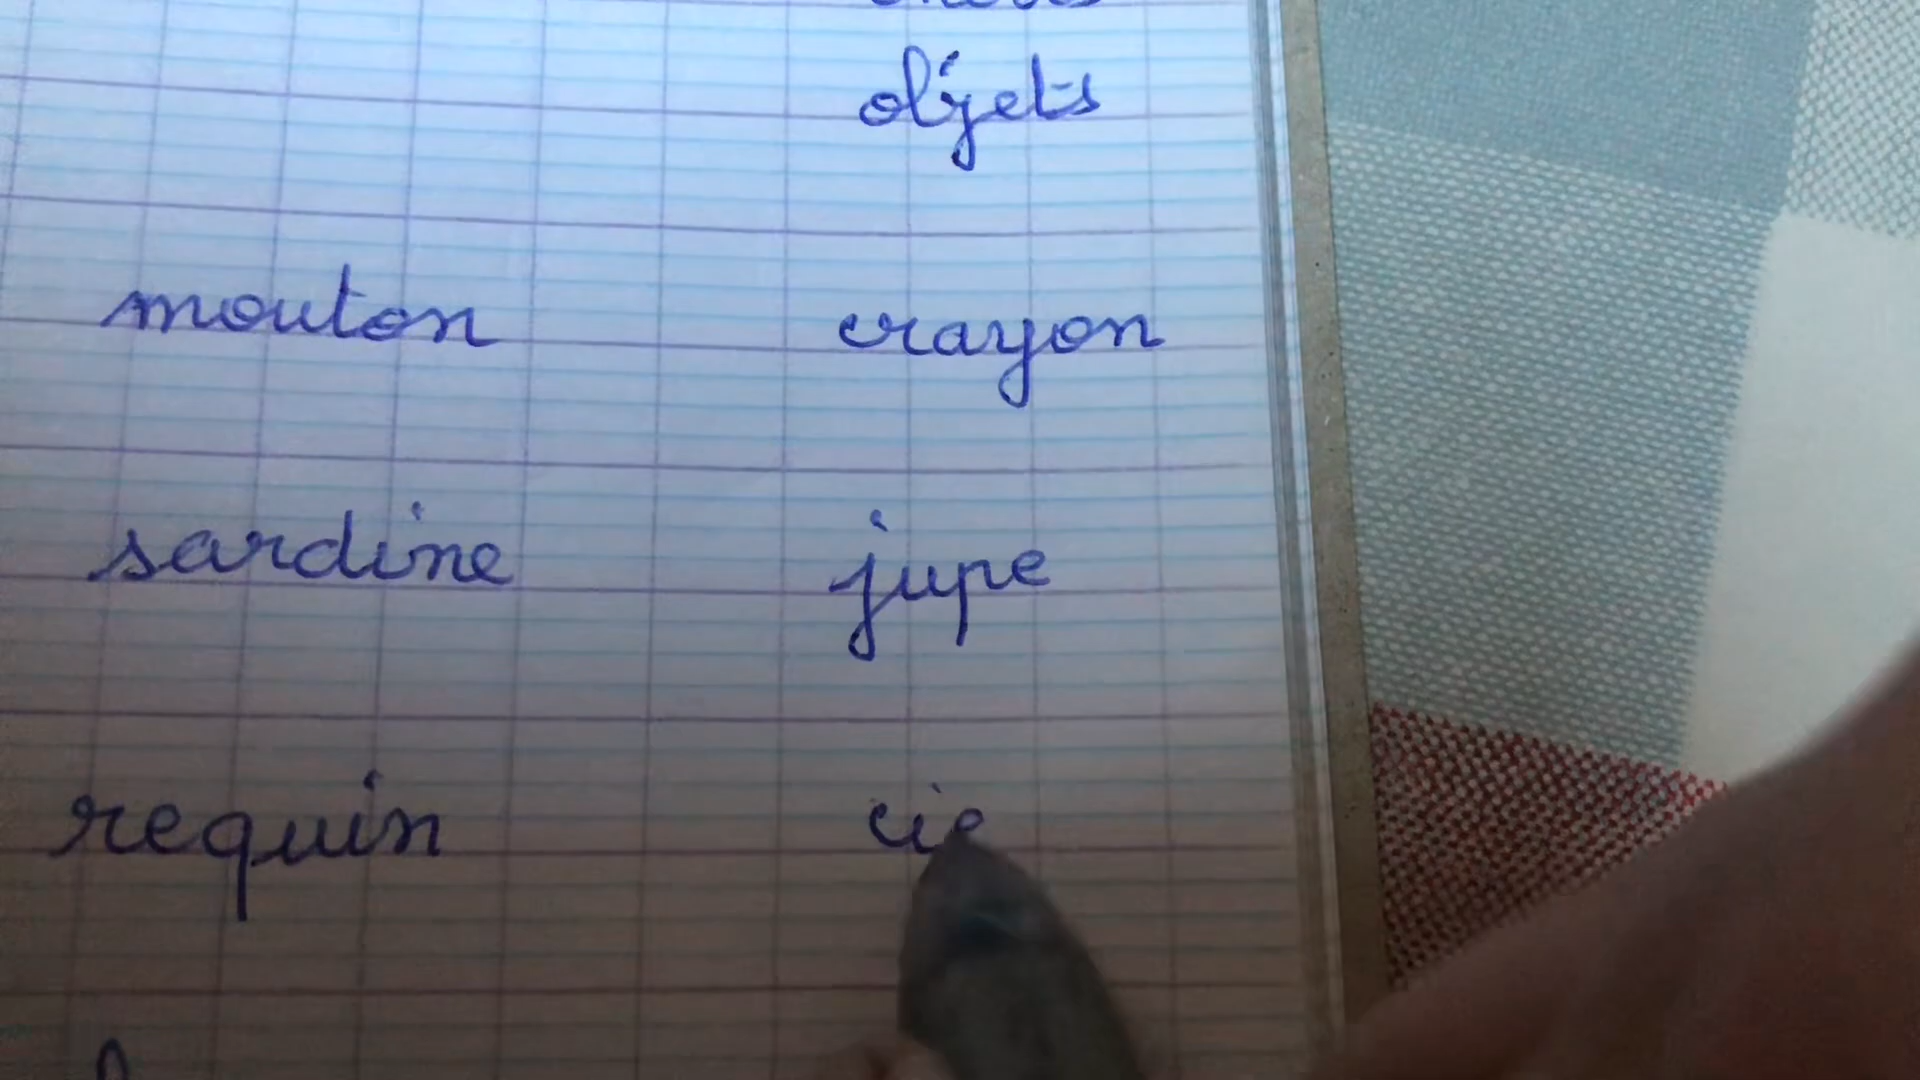 objets
mouton crayon
sardine jupe
requin